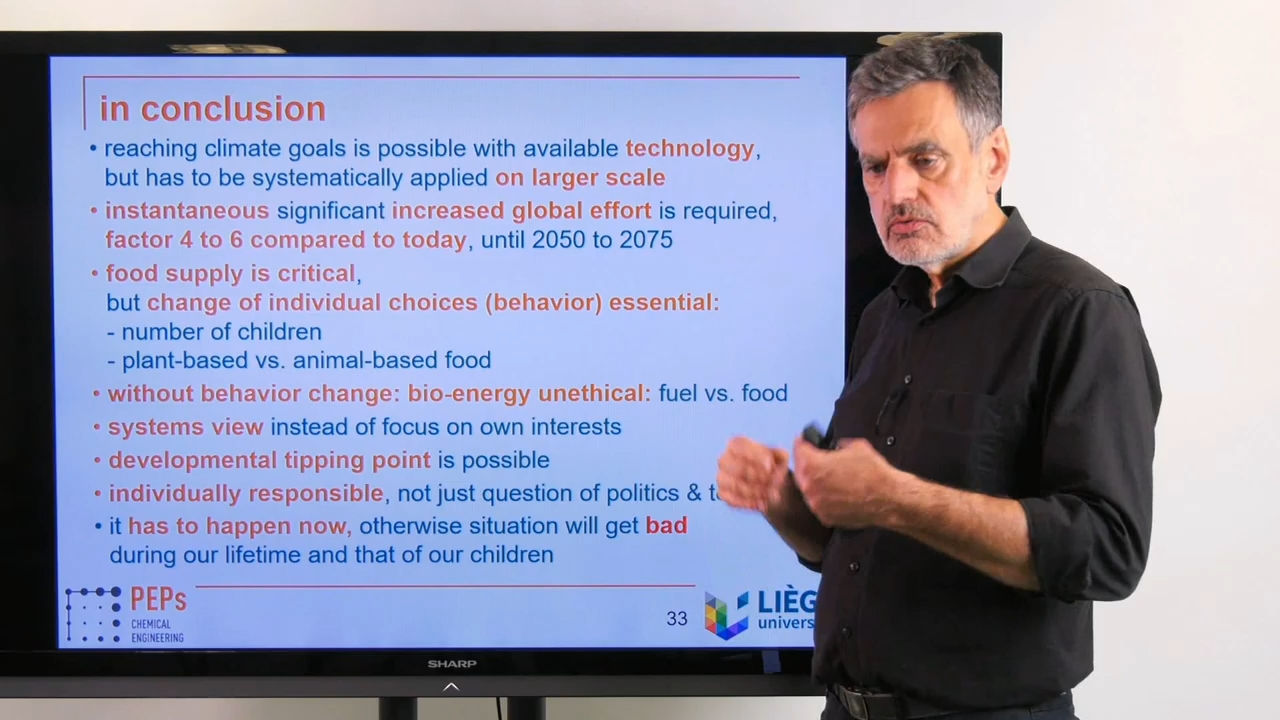 in conclusion
• reaching climate goals is possible with available technology,
but has to be systematically applied on larger scale
• instantaneous significant increased global effort is required,
factor 4 to 6 compared to today, until 2050 to 2075
• food supply is critical,
but change of individual choices (behavior) essential:
- number of children
- plant-based vs. animal-based food
• without behavior change: bio-energy unethical: fuel vs. food
• systems view instead of focus on own interests
• developmental tipping point is possible
• individually responsible, not just question of politics &
• it has to happen now, otherwise situation will get bad
during our lifetime and that of our children
PEPs
CHEMICAL
ENGINEERING
33
LIÈG
univers
SHARP